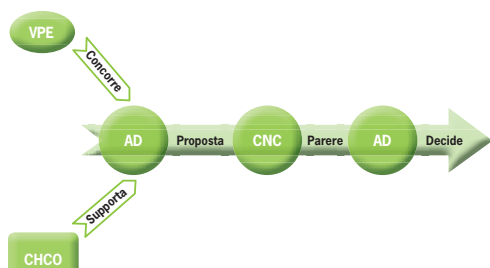 VPE
Concorre
AD
Proposta
CNC
Parere
AD
Decide
Supporta
CHCO